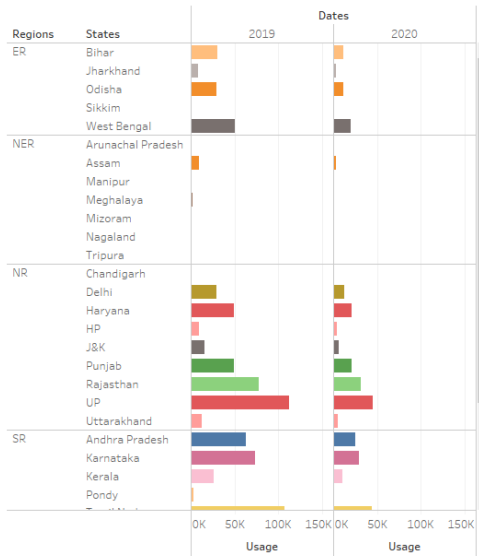 Dates
Regions States 2019 2020
ER Bihar
Jharkhand
Odisha
Sikkim
West Bengal
NER Arunachal Pradesh
Assam
Manipur
Meghalaya
Mizoram
Nagaland
Tripura
NR Chandigarh
Delhi
Haryana
HP
J&K
Punjab
Rajasthan
UP
Uttarakhand
SR Andhra Pradesh
Karnataka
Kerala
Pondy
0K 50K 100K 150K 0K 50K 100K 150K
Usage Usage